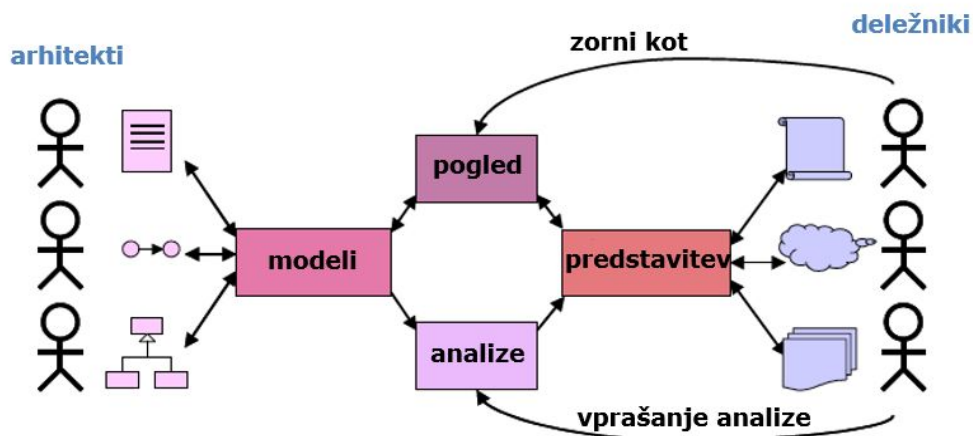 zorni kot
deležniki
arhitekti
pogled
modeli
predstavitev
analize
vprašanje analize